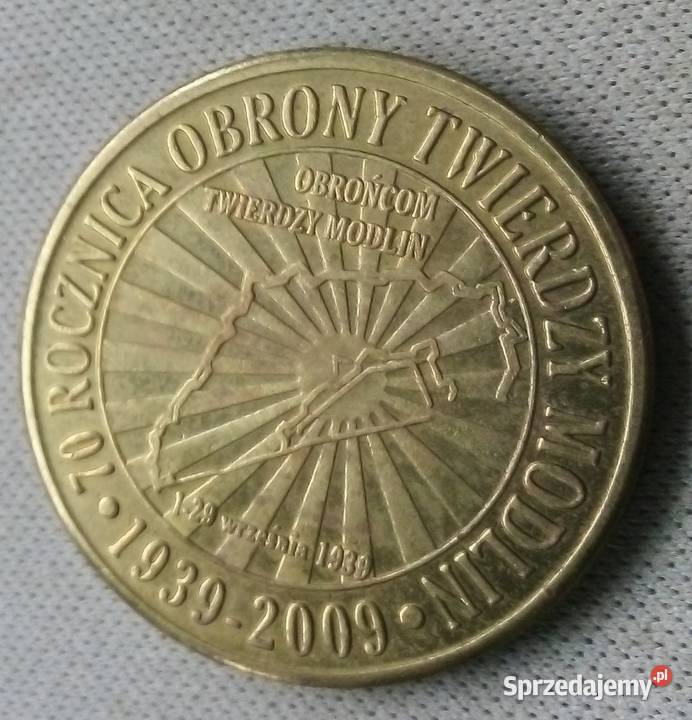 70 ROCZNICA OBRONY TWIERDZY MODLIN
• 1939-2009 •
OBROŃCOM
TWIERDZY MODLIN
1-29 września 1939
Sprzedajemy.pl